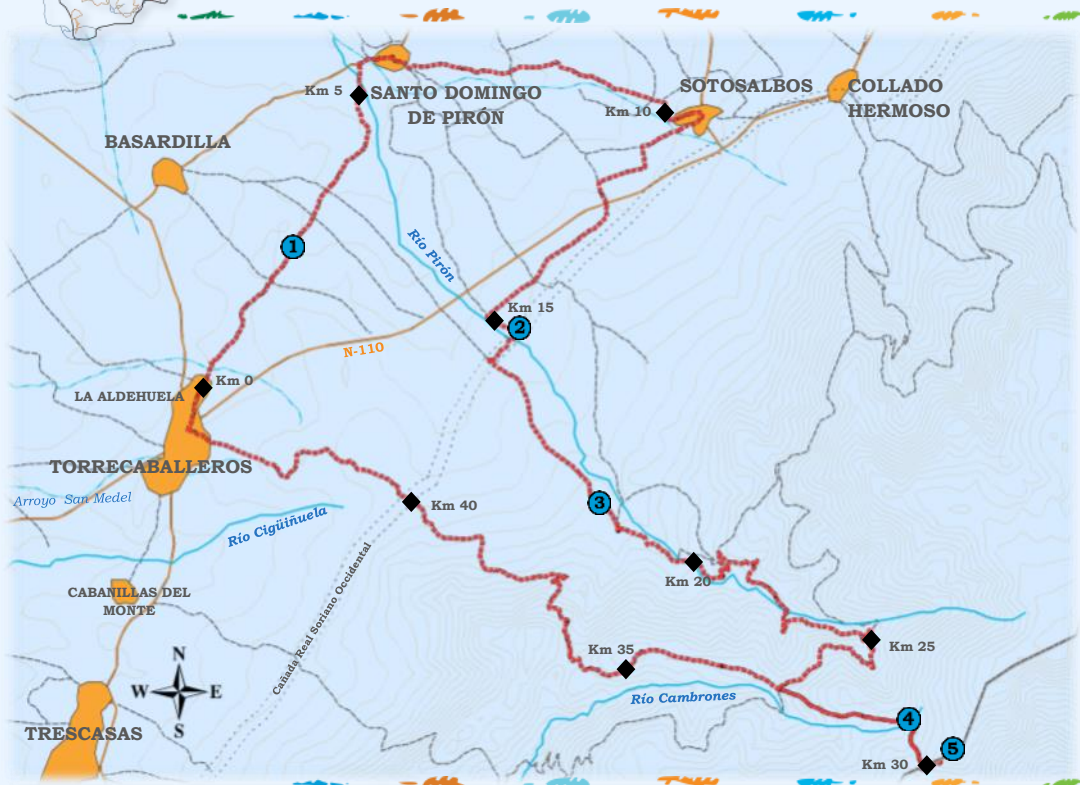 Km 5
SANTO DOMINGO
DE PIRÓN
SOTOSALBOS
COLLADO
HERMOSO
Km 10
BASARDILLA
1
Río Pirón
Km 15
2
N-110
Km 0
LA ALDEHUELA
TORRECABALLEROS
Arroyo San Medel
Río Cigüiñuela
Km 40
3
Km 20
CABANILLAS DEL
MONTE
Cañada Real Soriano Occidental
Km 35
Km 25
N
W
E
S
Río Cambrones
TRESCASAS
4
5
Km 30